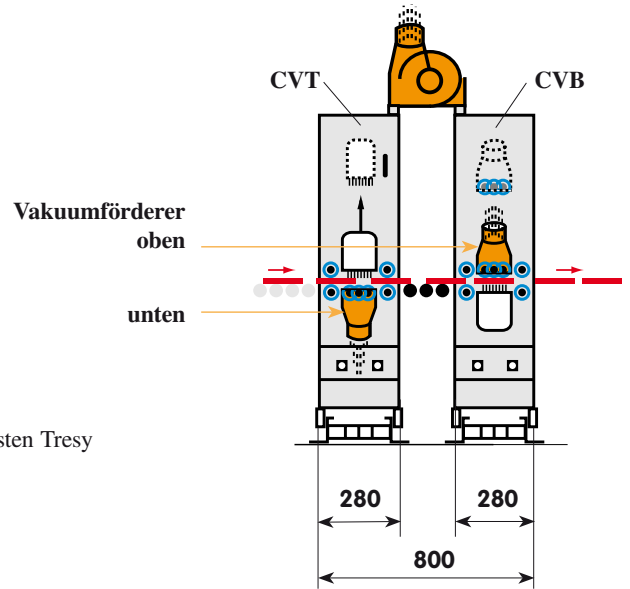 CVT
CVB
Vakuumförderer
oben
unten
sten Tresy
280
280
800